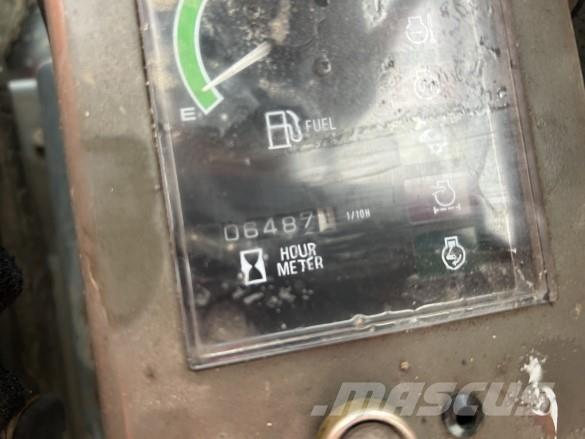 E
FUEL
06487 1/10H
HOUR
METER
MASCUS